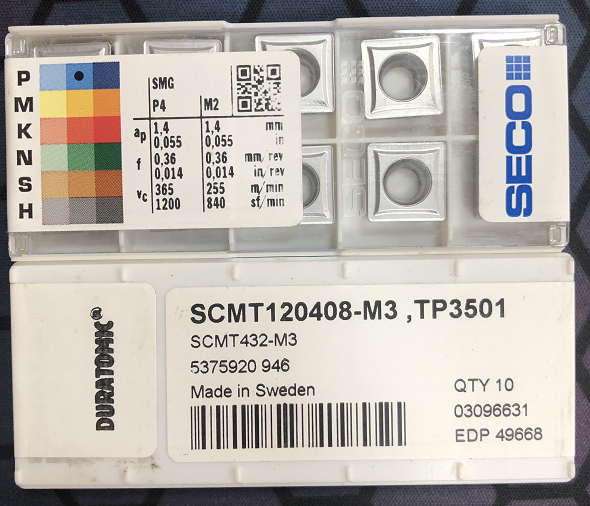 P
M
K
N
S
H
SMG
P4 M2
ap 1,4 1,4 mm
0,055 0,055 in
f 0,36 0,36 mm/rev
0,014 0,014 in/rev
vc 365 255 m/min
1200 840 sf/min
SECO
SECO
DURATOMIC®
SCMT120408-M3 ,TP3501
SCMT432-M3
5375920 946
Made in Sweden
QTY 10
03096631
EDP 49668